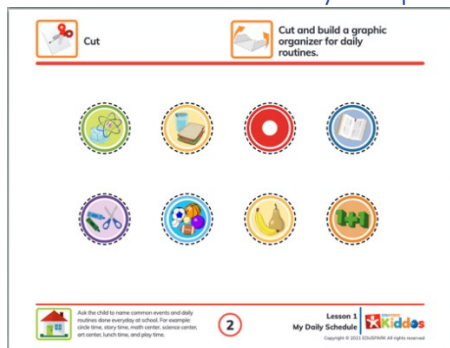 Cut
Cut and build a graphic
organizer for daily
routines.
1+1
Ask the child to name common events and daily
routines done everyday at school. For example:
circle time, story time, math center, science center,
art center, lunch time, and play time.
2
Lesson 1
My Daily Schedule
Kiddos
Copyright © 2021 EDUSPARK All rights reserved